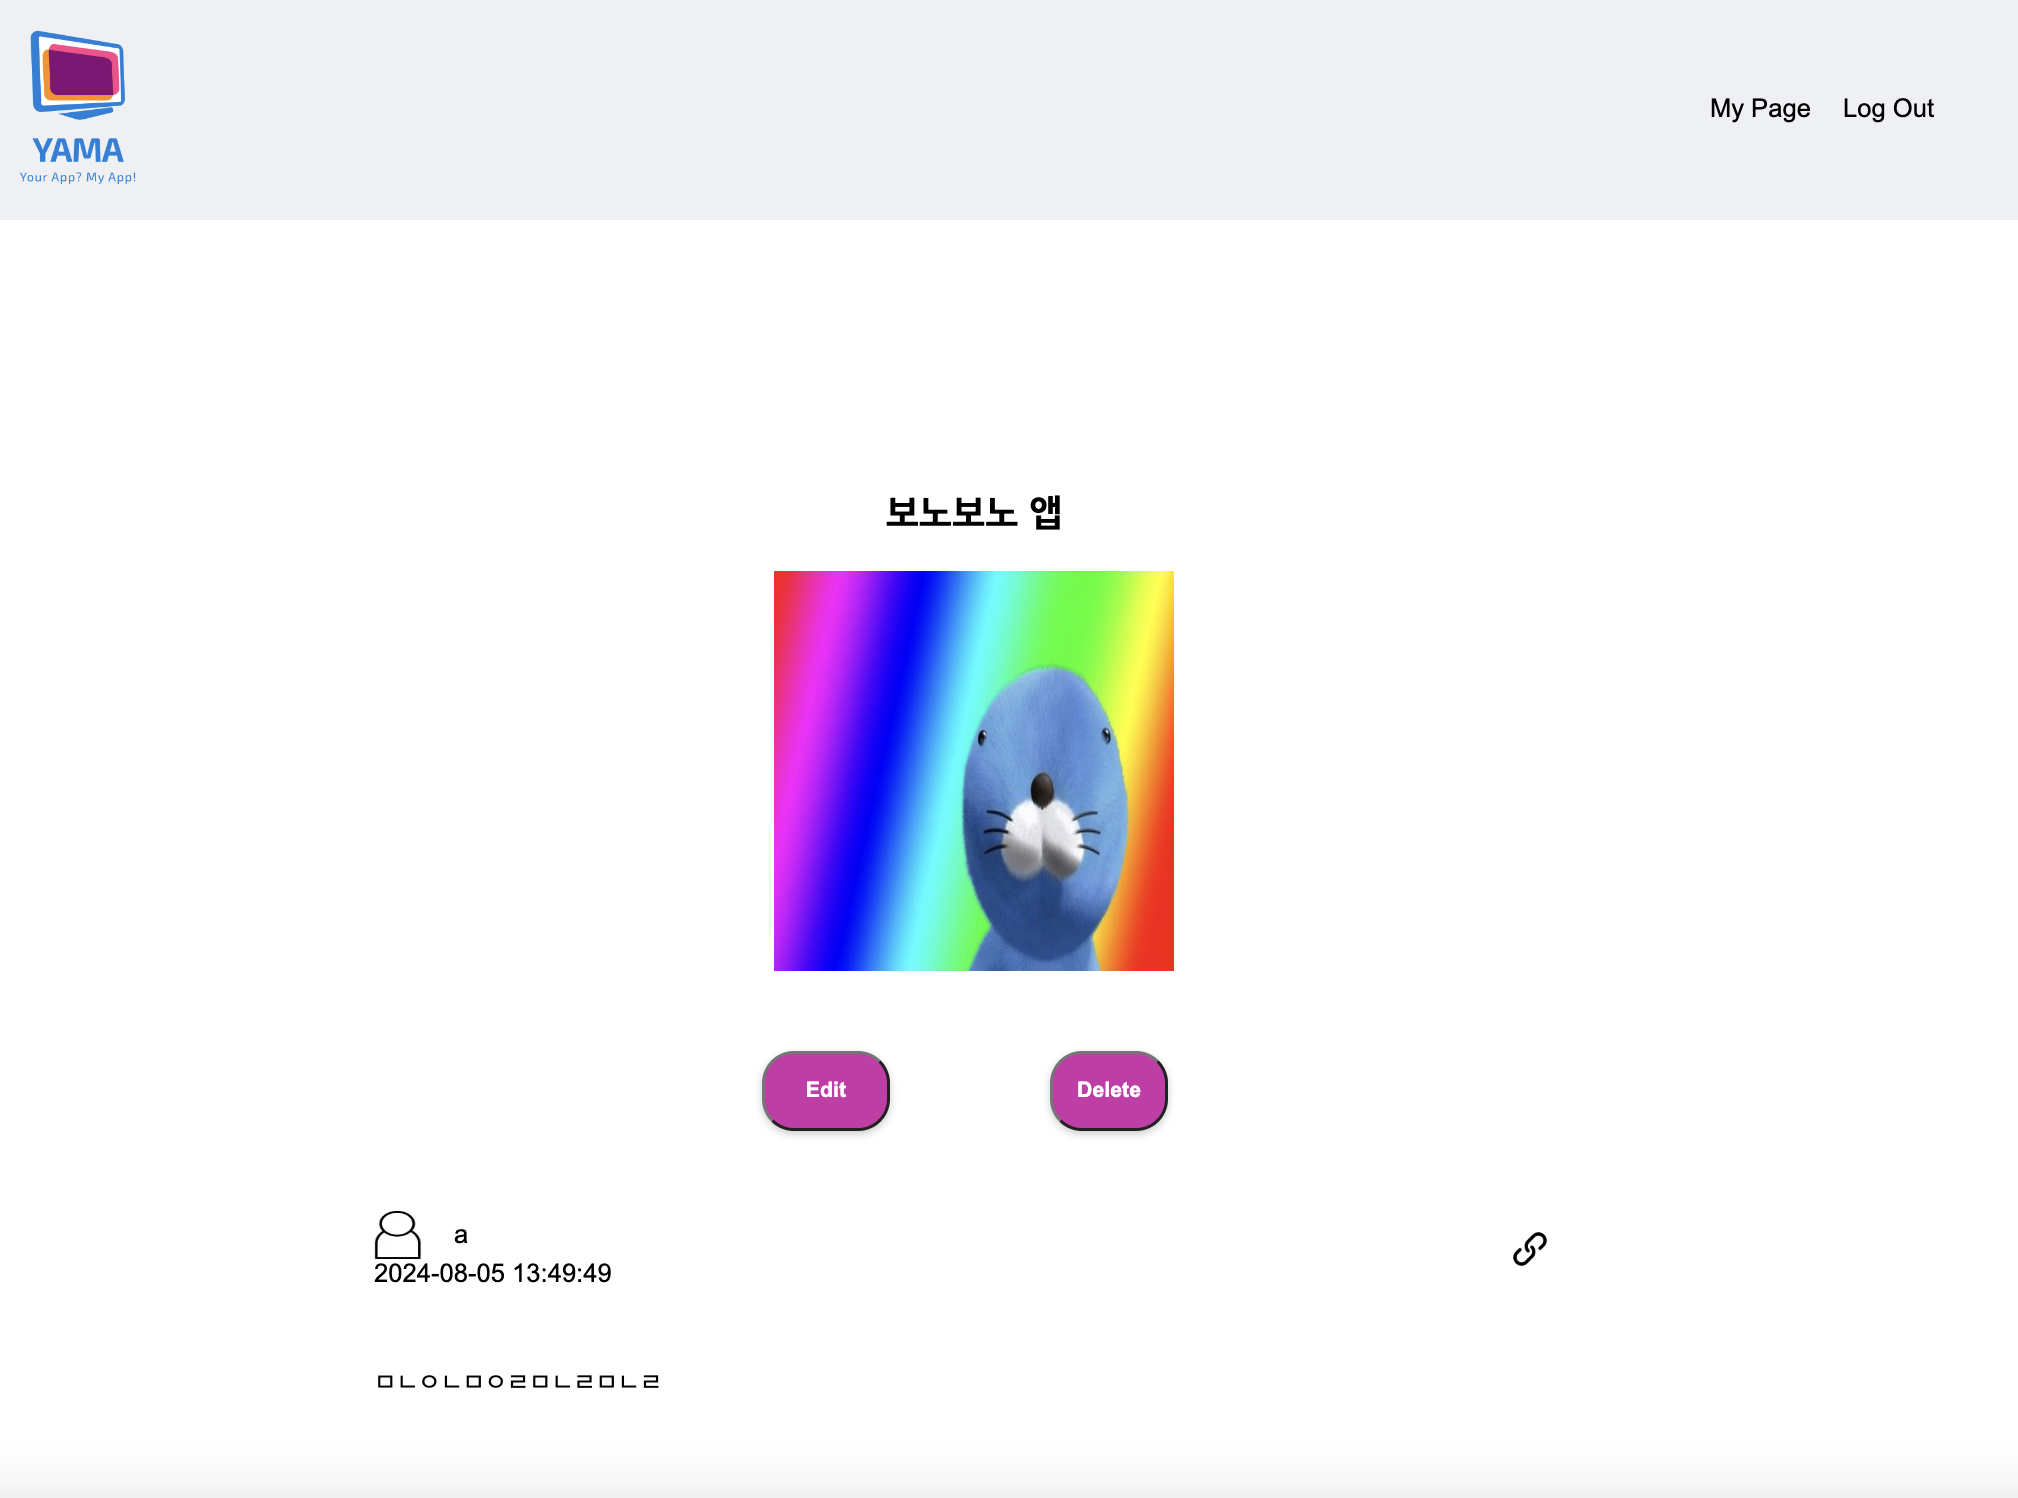 YAMA
Your App? My App!
My Page Log Out
보노보노 앱
Edit Delete
a
2024-08-05 13:49:49
ㅁㄴㅇㄴㅁㅇㄹㅁㄴㄹㅁㄴㄹ